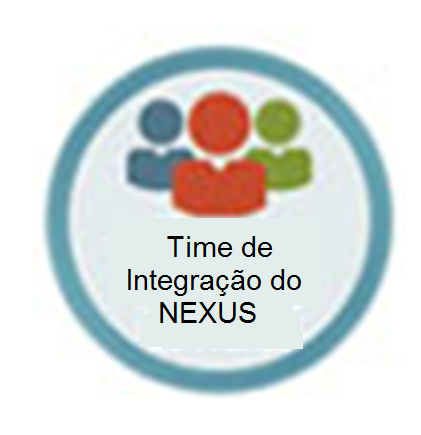 Time de
Integração do
NEXUS